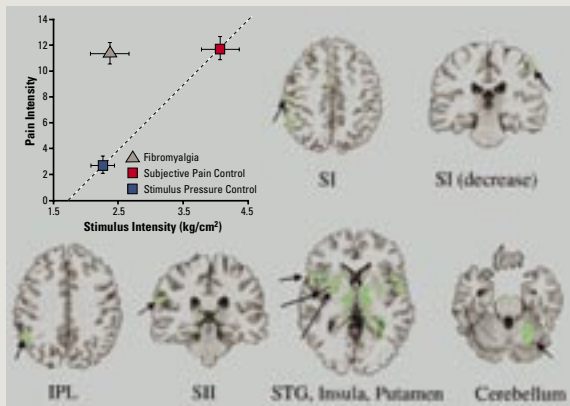 14
12
10
8
6
4
2
0
Pain Intensity
Fibromyalgia
Subjective Pain Control
Stimulus Pressure Control
1.5 2.5 3.5 4.5
Stimulus Intensity (kg/cm²)
SI
SI (decrease)
IPL
SII
STG, Insula, Putamen
Cerebellum